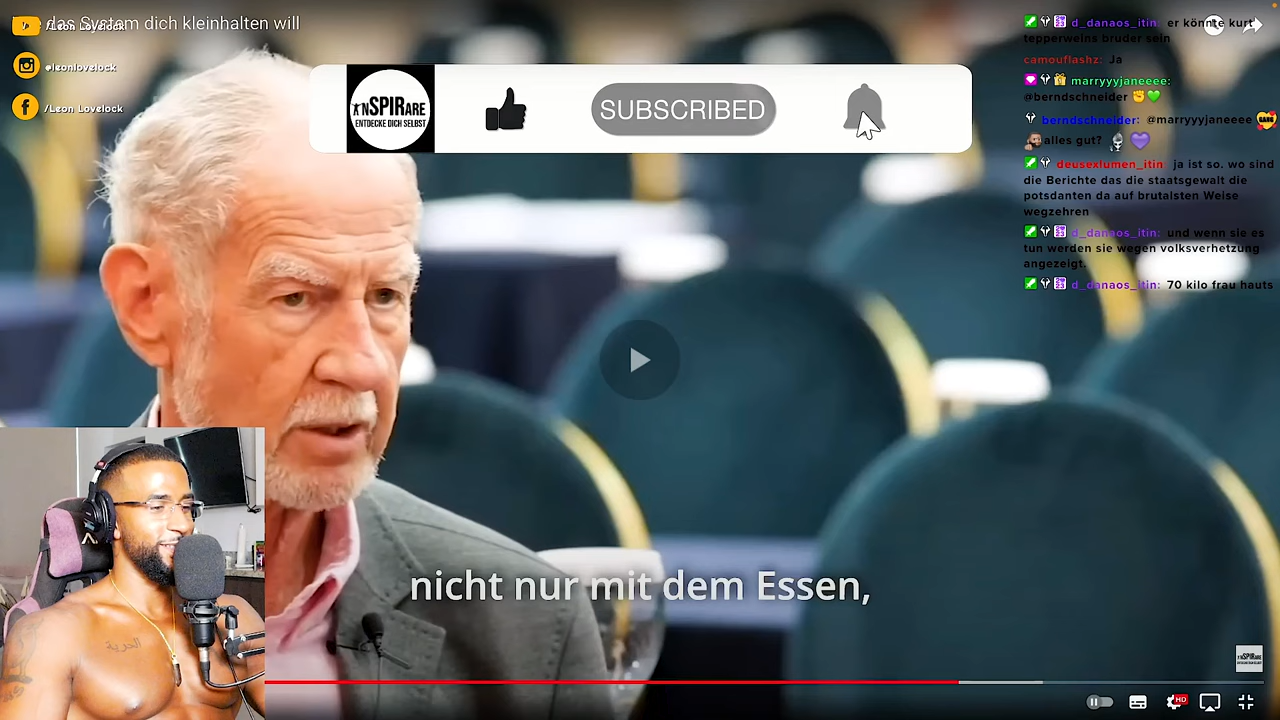 das System dich kleinhalten will
/Leon Lovelock
@leonlovelock
/Leon Lovelock
INSPIRARE
ENTDECKE DICH SELBST
SUBSCRIBED
d_danaos_itin: er könnte kurt
tepperweins bruder sein
camouflashz: Ja
marryyyjaneeee:
@berndschneider
berndschneider: @marryyyjaneee
alles gut?
deusexlumen_itin: ja ist so. wo sind
die Berichte das die staatsgewalt die
potsdanten da auf brutalsten Weise
wegzehren
d_danaos_itin: und wenn sie es
tun werden sie wegen volksverhetzung
angezeigt.
d_danaos_itin: 70 kilo frau hauts
nicht nur mit dem Essen,
HD